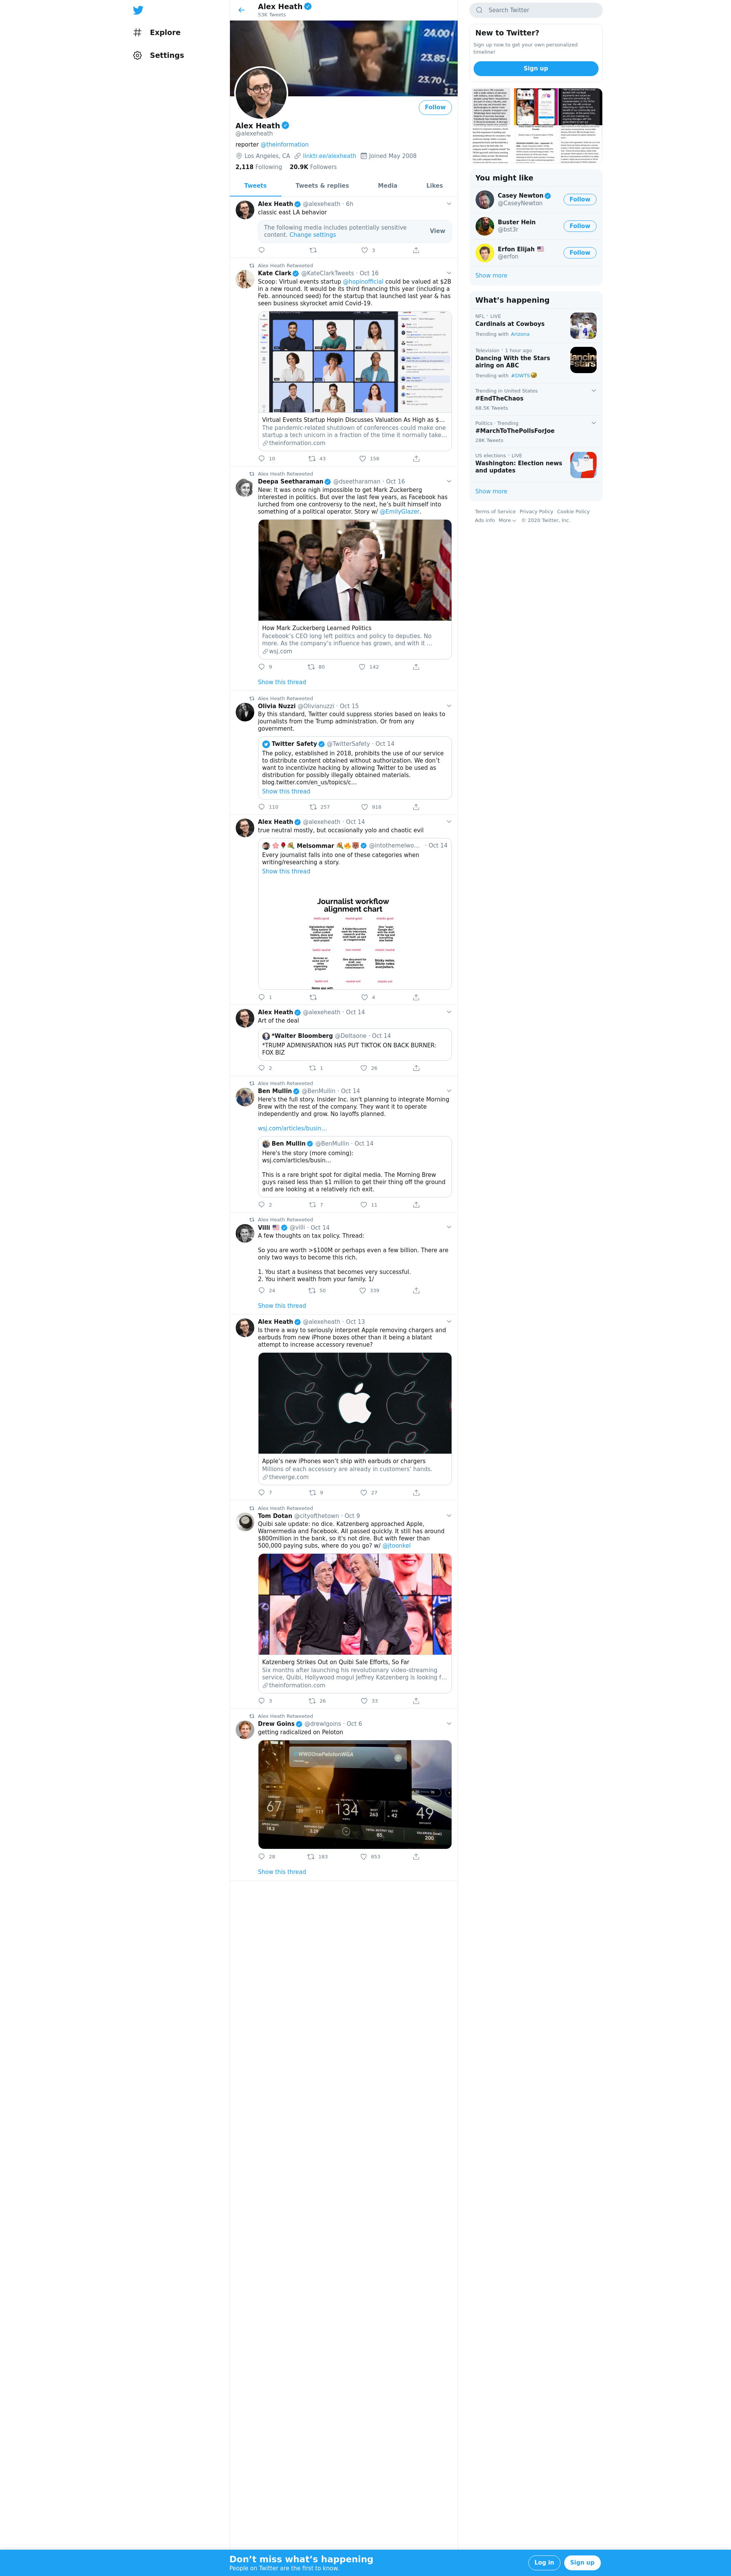 Explore
Settings
Alex Heath
53K Tweets
24.00
23.85
23.70
Follow
Alex Heath
@alexeheath
reporter @theinformation
Los Angeles, CA linktr.ee/alexheath Joined May 2008
2,118 Following 20.9K Followers
Tweets Tweets & replies Media Likes
Alex Heath @alexeheath · 6h
classic east LA behavior
The following media includes potentially sensitive
content. Change settings
View
3
Alex Heath Retweeted
Kate Clark @KateClarkTweets · Oct 16
Scoop: Virtual events startup @hopinofficial could be valued at $2B
in a new round. It would be its third financing this year (including a
Feb. announced seed) for the startup that launched last year & has
seen business skyrocket amid Covid-19.
Virtual Events Startup Hopin Discusses Valuation As High as $...
The pandemic-related shutdown of conferences could make one
startup a tech unicorn in a fraction of the time it normally take...
theinformation.com
10 43 156
Alex Heath Retweeted
Deepa Seetharaman @dseetharaman · Oct 16
New: It was once nigh impossible to get Mark Zuckerberg
interested in politics. But over the last few years, as Facebook has
lurched from one controversy to the next, he's built himself into
something of a political operator. Story w/ @EmilyGlazer.
How Mark Zuckerberg Learned Politics
Facebook's CEO long left politics and policy to deputies. No
more. As the company's influence has grown, and with it ...
wsj.com
9 80 142
Show this thread
Alex Heath Retweeted
Olivia Nuzzi @Olivianuzzi · Oct 15
By this standard, Twitter could suppress stories based on leaks to
journalists from the Trump administration. Or from any
government.
Twitter Safety @TwitterSafety · Oct 14
The policy, established in 2018, prohibits the use of our service
to distribute content obtained without authorization. We don't
want to incentivize hacking by allowing Twitter to be used as
distribution for possibly illegally obtained materials.
blog.twitter.com/en_us/topics/c...
Show this thread
110 257 918
Alex Heath @alexeheath · Oct 14
true neutral mostly, but occasionally yolo and chaotic evil
Melsommar @intothemelwo... · Oct 14
Every journalist falls into one of these categories when
writing/researching a story.
Show this thread
Journalist workflow
alignment chart
1 4
Alex Heath @alexeheath · Oct 14
Art of the deal
*Walter Bloomberg @Deltaone · Oct 14
*TRUMP ADMINISRATION HAS PUT TIKTOK ON BACK BURNER:
FOX BIZ
2 1 26
Alex Heath Retweeted
Ben Mullin @BenMullin · Oct 14
Here's the full story. Insider Inc. isn't planning to integrate Morning
Brew with the rest of the company. They want it to operate
independently and grow. No layoffs planned.
wsj.com/articles/busin...
Ben Mullin @BenMullin · Oct 14
Here's the story (more coming):
wsj.com/articles/busin...
This is a rare bright spot for digital media. The Morning Brew
guys raised less than $1 million to get their thing off the ground
and are looking at a relatively rich exit.
2 7 11
Alex Heath Retweeted
Villi @villi · Oct 14
A few thoughts on tax policy. Thread:
So you are worth >$100M or perhaps even a few billion. There are
only two ways to become this rich.
1. You start a business that becomes very successful.
2. You inherit wealth from your family. 1/
24 50 339
Show this thread
Alex Heath @alexeheath · Oct 13
Is there a way to seriously interpret Apple removing chargers and
earbuds from new iPhone boxes other than it being a blatant
attempt to increase accessory revenue?
Apple's new iPhones won't ship with earbuds or chargers
Millions of each accessory are already in customers' hands.
theverge.com
7 9 27
Alex Heath Retweeted
Tom Dotan @cityofthetown · Oct 9
Quibi sale update: no dice. Katzenberg approached Apple,
Warnermedia and Facebook. All passed quickly. It still has around
$800million in the bank, so it's not dire. But with fewer than
500,000 paying subs, where do you go? w/ @jtoonkel
Katzenberg Strikes Out on Quibi Sale Efforts, So Far
Six months after launching his revolutionary video-streaming
service, Quibi, Hollywood mogul Jeffrey Katzenberg is looking f...
theinformation.com
3 26 33
Alex Heath Retweeted
Drew Goins @drewlgoins · Oct 6
getting radicalized on Peloton
#WWGOnePelotonWGA
67 134 49
28 183 853
Show this thread
Search Twitter
New to Twitter?
Sign up now to get your own personalized
timeline!
Sign up
You might like
Casey Newton
@CaseyNewton
Follow
Buster Hein
@bst3r
Follow
Erfon Elijah
@erfon
Follow
Show more
What's happening
NFL · LIVE
Cardinals at Cowboys
Trending with Arizona
Television · 1 hour ago
Dancing With the Stars
airing on ABC
Trending with #DWTS
Trending in United States
#EndTheChaos
68.5K Tweets
Politics · Trending
#MarchToThePollsForJoe
28K Tweets
US elections · LIVE
Washington: Election news
and updates
Show more
Terms of Service Privacy Policy Cookie Policy
Ads info More © 2020 Twitter, Inc.
Don't miss what's happening
People on Twitter are the first to know.
Log in
Sign up